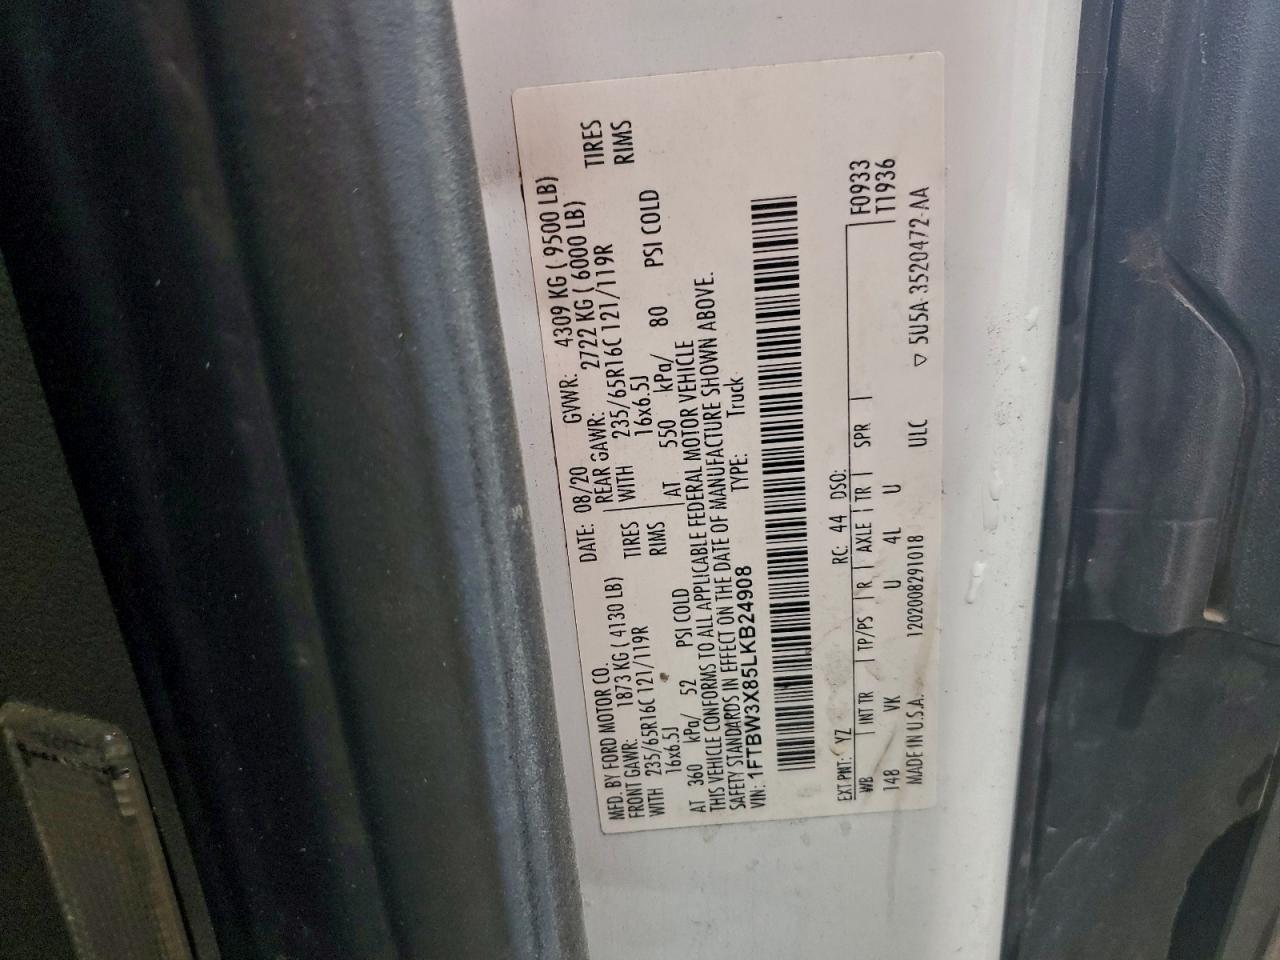 MFD. BY FORD MOTOR CO.
DATE: 08/20 GVWR: 4309 KG ( 9500 LB)
FRONT GAWR: 1873 KG ( 4130 LB)
REAR GAWR: 2722 KG ( 6000 LB)
WITH 235/65R16C 121/119R TIRES
16x6.5J RIMS
WITH 235/65R16C 121/119R TIRES
16x6.5J RIMS
AT 360 kPa/ 52 PSI COLD
AT 550 kPa/ 80 PSI COLD
THIS VEHICLE CONFORMS TO ALL APPLICABLE FEDERAL MOTOR VEHICLE
SAFETY STANDARDS IN EFFECT ON THE DATE OF MANUFACTURE SHOWN ABOVE.
VIN: 1FTBW3X85LKB24908 TYPE: Truck
F0933
T1936
EXT PNT: YZ RC: 44 DSO:
WB INT TR TP/PS R AXLE TR SPR
148 VK U 4L U
MADE IN U.S.A. 1202008291018 ULC ▽ 5U5A-3520472-AA